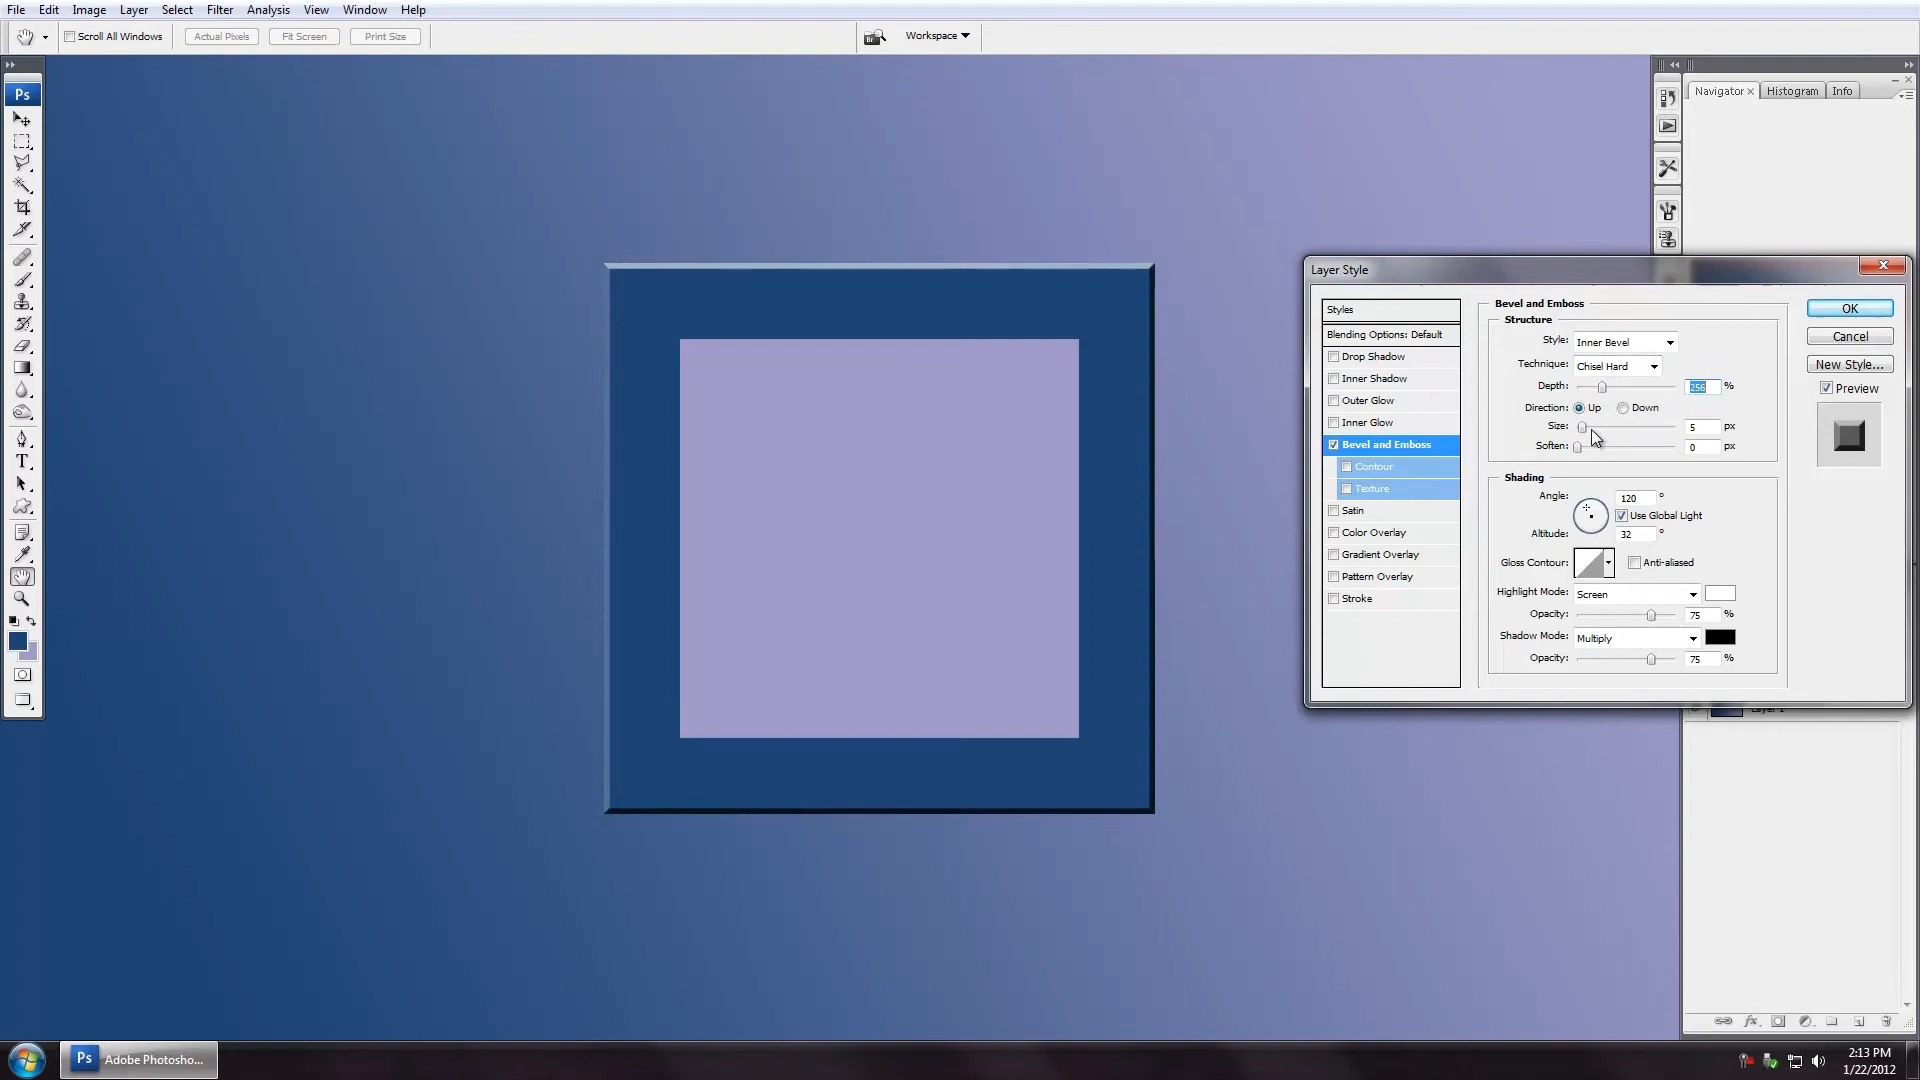 File Edit Image Layer Select Filter Analysis View Window Help
Scroll All Windows Actual Pixels Fit Screen Print Size Br Workspace
Ps
Navigator × Histogram Info
T
Layer Style
Styles
Blending Options: Default
Drop Shadow
Inner Shadow
Outer Glow
Inner Glow
Bevel and Emboss
Contour
Texture
Satin
Color Overlay
Gradient Overlay
Pattern Overlay
Stroke
Bevel and Emboss
Structure
Style: Inner Bevel
Technique: Chisel Hard
Depth: 256 %
Direction: Up Down
Size: 5 px
Soften: 0 px
Shading
Angle: 120 °
Use Global Light
Altitude: 32 °
Gloss Contour: Anti-aliased
Highlight Mode: Screen
Opacity: 75 %
Shadow Mode: Multiply
Opacity: 75 %
OK
Cancel
New Style...
Preview
Layer 1
fx
Ps Adobe Photosho...
2:13 PM
1/22/2012